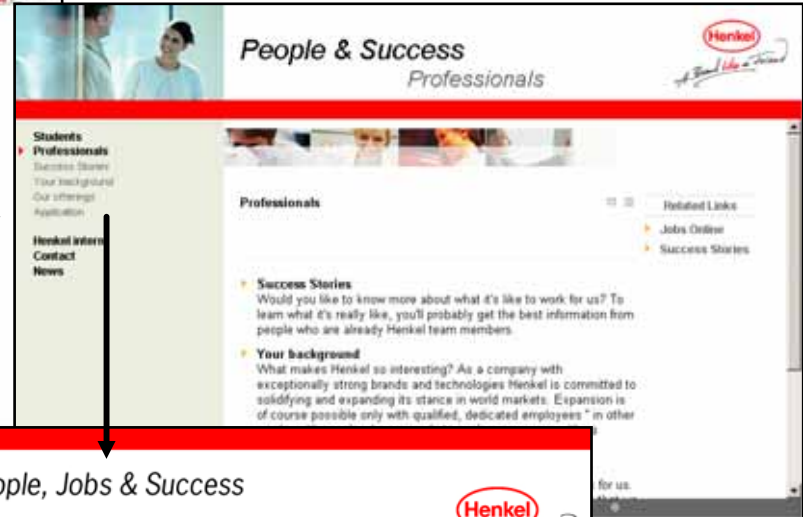 People & Success
Professionals
Henkel
A Brand like a Friend
Students
Professionals
Success Stories
Your background
Our offerings
Application
Henkel intern
Contact
News
Professionals
Related Links
Jobs Online
Success Stories
Success Stories
Would you like to know more about what it's like to work for us? To
learn what it's really like, you'll probably get the best information from
people who are already Henkel team members.
Your background
What makes Henkel so interesting? As a company with
exceptionally strong brands and technologies Henkel is committed to
solidifying and expanding its stance in world markets. Expansion is
of course possible only with qualified, dedicated employees " in other
for us.
ople, Jobs & Success
Henkel